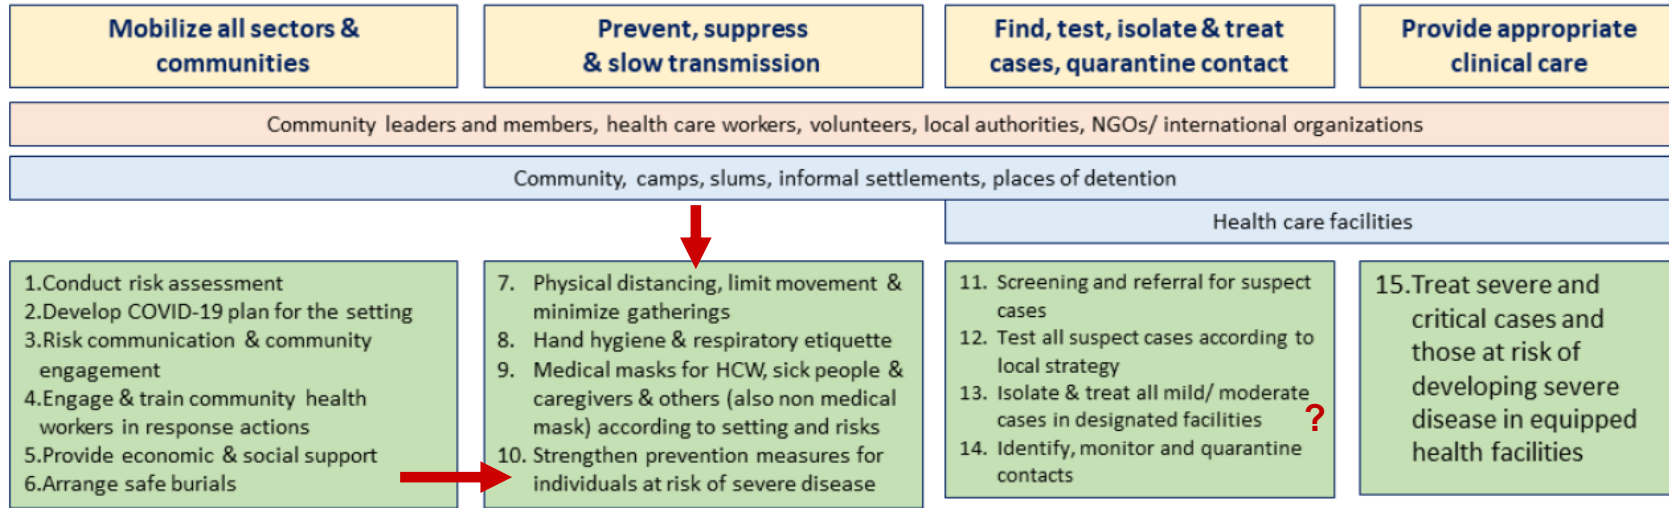 Mobilize all sectors &
communities
Prevent, suppress
& slow transmission
Find, test, isolate & treat
cases, quarantine contact
Provide appropriate
clinical care
Community leaders and members, health care workers, volunteers, local authorities, NGOs/ international organizations
Community, camps, slums, informal settlements, places of detention
Health care facilities
1.Conduct risk assessment
2.Develop COVID-19 plan for the setting
3.Risk communication & community
engagement
4.Engage & train community health
workers in response actions
5.Provide economic & social support
6.Arrange safe burials
7. Physical distancing, limit movement &
minimize gatherings
8. Hand hygiene & respiratory etiquette
9. Medical masks for HCW, sick people &
caregivers & others (also non medical
mask) according to setting and risks
10. Strengthen prevention measures for
individuals at risk of severe disease
11. Screening and referral for suspect
cases
12. Test all suspect cases according to
local strategy
13. Isolate & treat all mild/ moderate
cases in designated facilities ?
14. Identify, monitor and quarantine
contacts
15.Treat severe and
critical cases and
those at risk of
developing severe
disease in equipped
health facilities